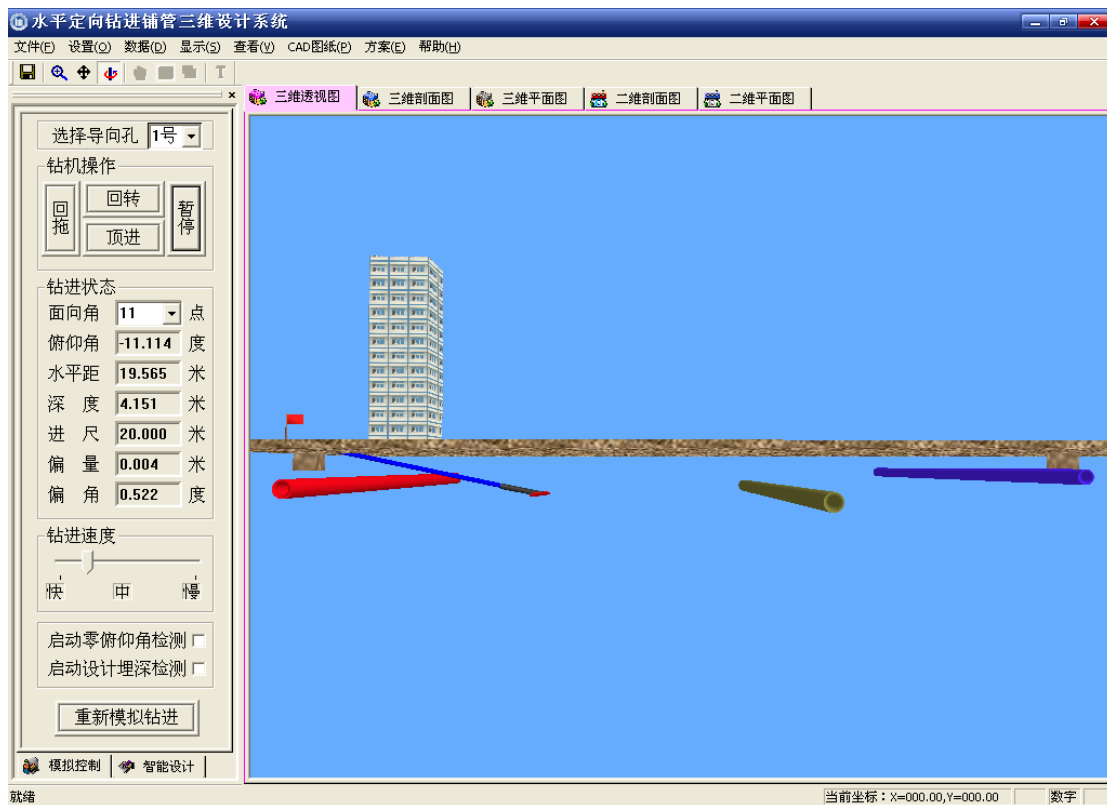 水平定向钻进铺管三维设计系统
文件(F) 设置(O) 数据(D) 显示(S) 查看(V) CAD图纸(P) 方案(E) 帮助(H)
三维透视图 三维剖面图 三维平面图 二维剖面图 二维平面图
选择导向孔 1号
钻机操作
回拖 回转 顶进 暂停
钻进状态
面向角 11 点
俯仰角 -11.114 度
水平距 19.565 米
深 度 4.151 米
进 尺 20.000 米
偏 量 0.004 米
偏 角 0.522 度
钻进速度
快 中 慢
启动零俯仰角检测
启动设计埋深检测
重新模拟钻进
模拟控制 智能设计
就绪 当前坐标：X=000.00,Y=000.00 数字